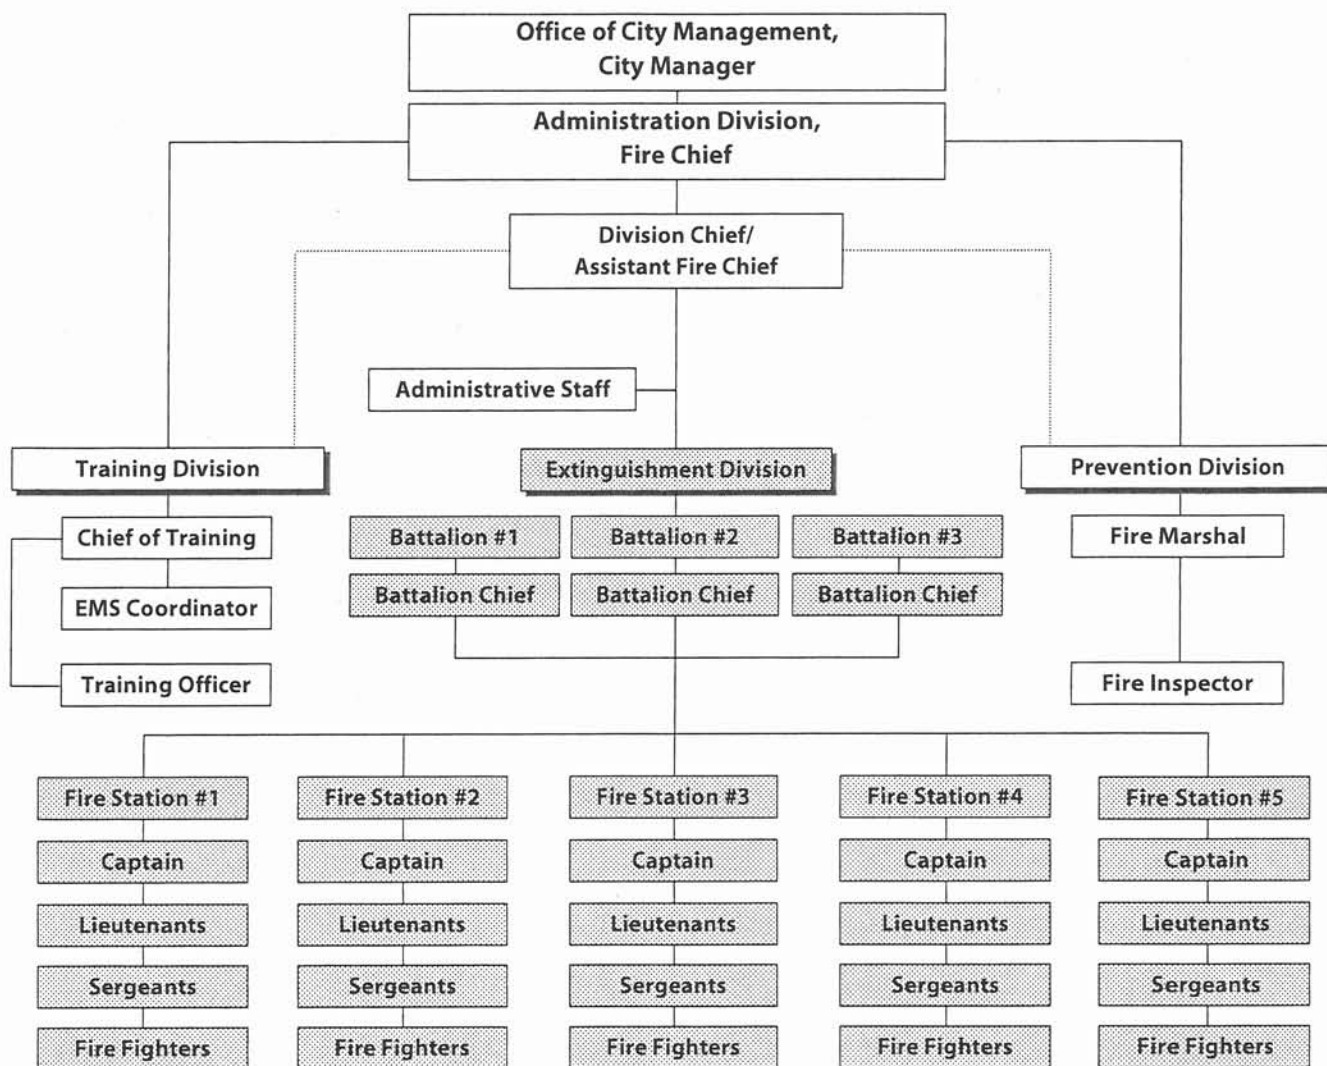 Office of City Management,
City Manager
Administration Division,
Fire Chief
Division Chief/
Assistant Fire Chief
Administrative Staff
Training Division
Extinguishment Division
Prevention Division
Chief of Training
Battalion #1
Battalion #2
Battalion #3
Fire Marshal
EMS Coordinator
Battalion Chief
Battalion Chief
Battalion Chief
Training Officer
Fire Inspector
Fire Station #1
Fire Station #2
Fire Station #3
Fire Station #4
Fire Station #5
Captain
Captain
Captain
Captain
Captain
Lieutenants
Lieutenants
Lieutenants
Lieutenants
Lieutenants
Sergeants
Sergeants
Sergeants
Sergeants
Sergeants
Fire Fighters
Fire Fighters
Fire Fighters
Fire Fighters
Fire Fighters